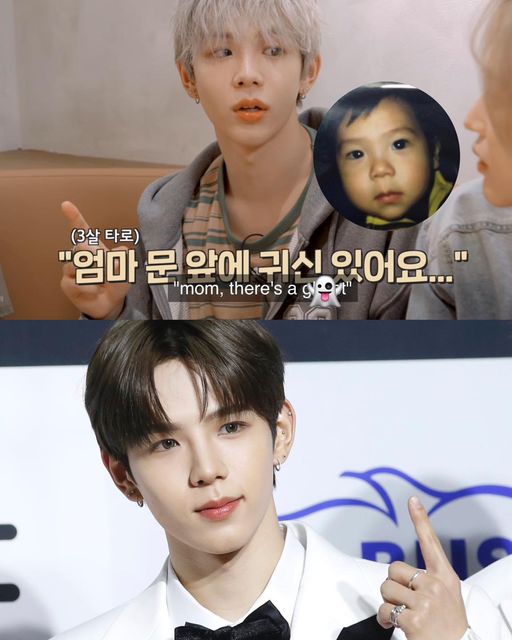 (3살 타로)
"엄마 문 앞에 귀신 있어요..."
"mom, there's a